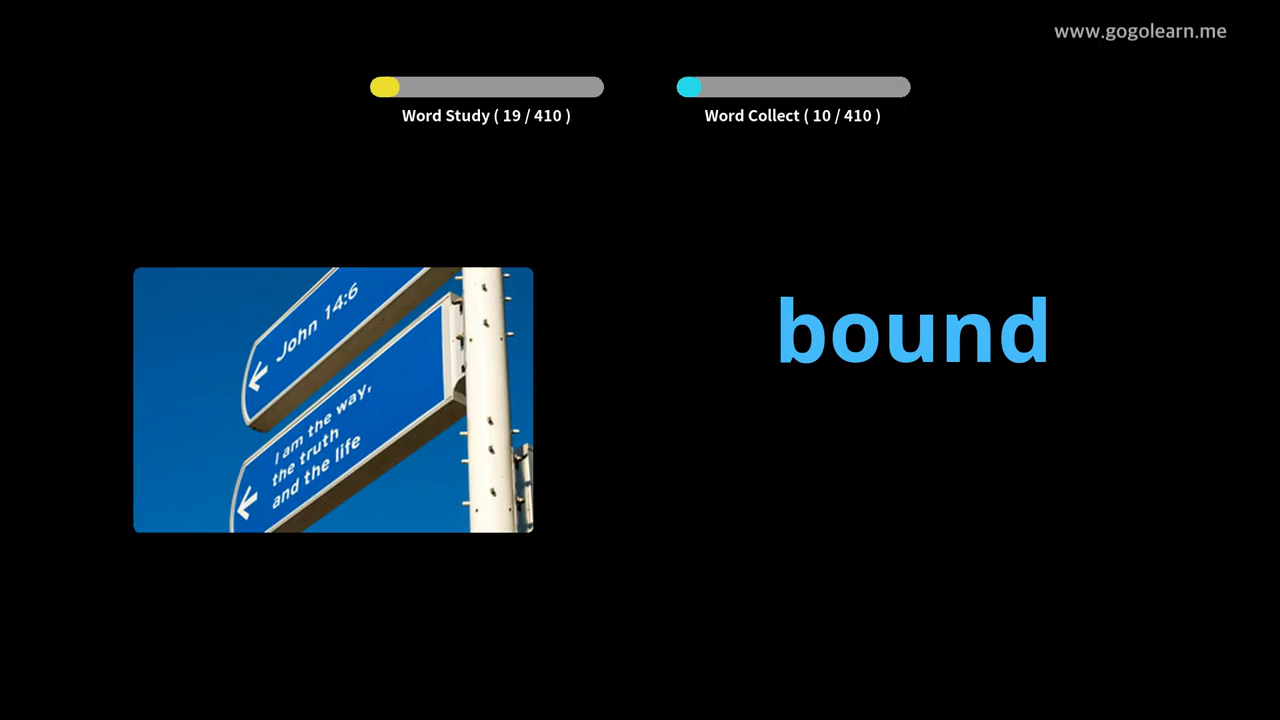 www.gogolearn.me
Word Study ( 19 / 410 )
Word Collect ( 10 / 410 )
John 14:6
I am the way,
the truth
and the life
bound